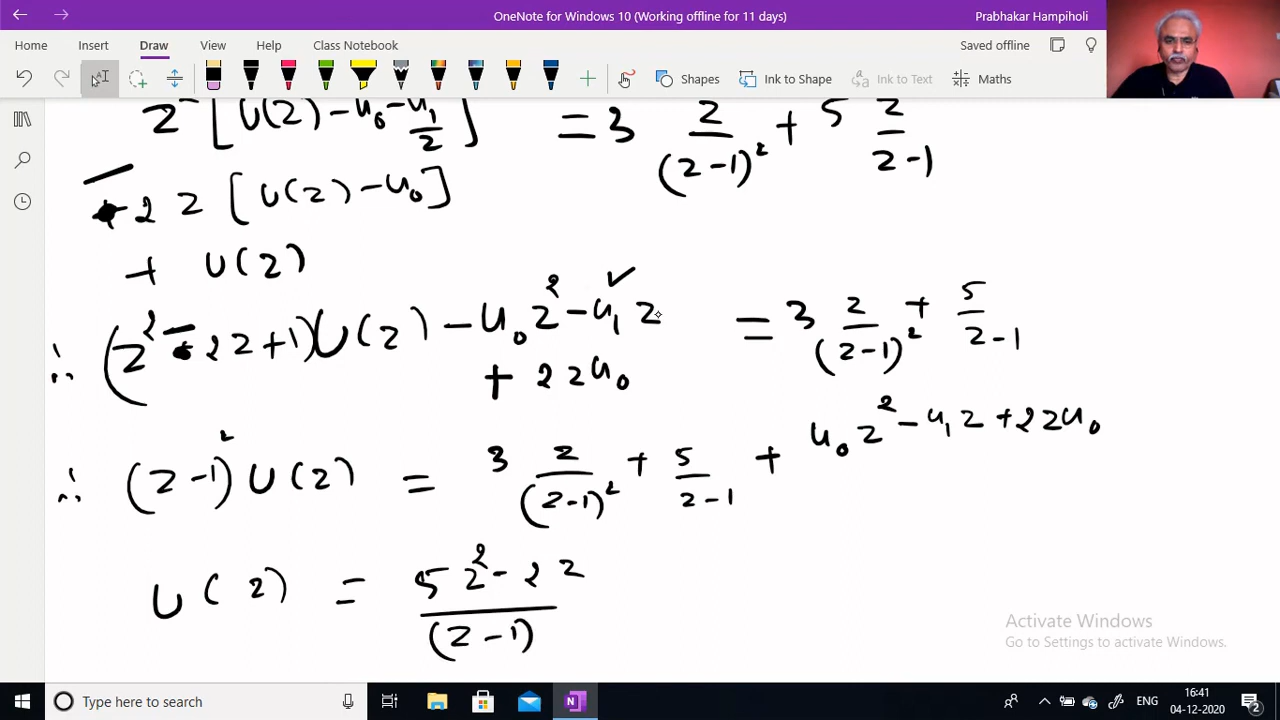 OneNote for Windows 10 (Working offline for 11 days)
Prabhakar Hampiholi
Home Insert Draw View Help Class Notebook
Saved offline
Shapes Ink to Shape Ink to Text Maths
z² [U(z) - u₀ - u₁/z] = 3 z/(z-1)² + 5 z/z-1
- 2 z [U(z) - u₀]
+ U(z)
∴ (z² - 2z+1)U(z) - u₀z² - u₁z ✓ = 3 z/(z-1)² + 5/z-1
+ 2zu₀
∴ (z-1)² U(z) = 3 z/(z-1)² + 5/z-1 + u₀z² - u₁z + 2zu₀
U(z) = 5z² - 2z/(z-1)
Activate Windows
Go to Settings to activate Windows.
Type here to search
ENG
16:41
04-12-2020
2